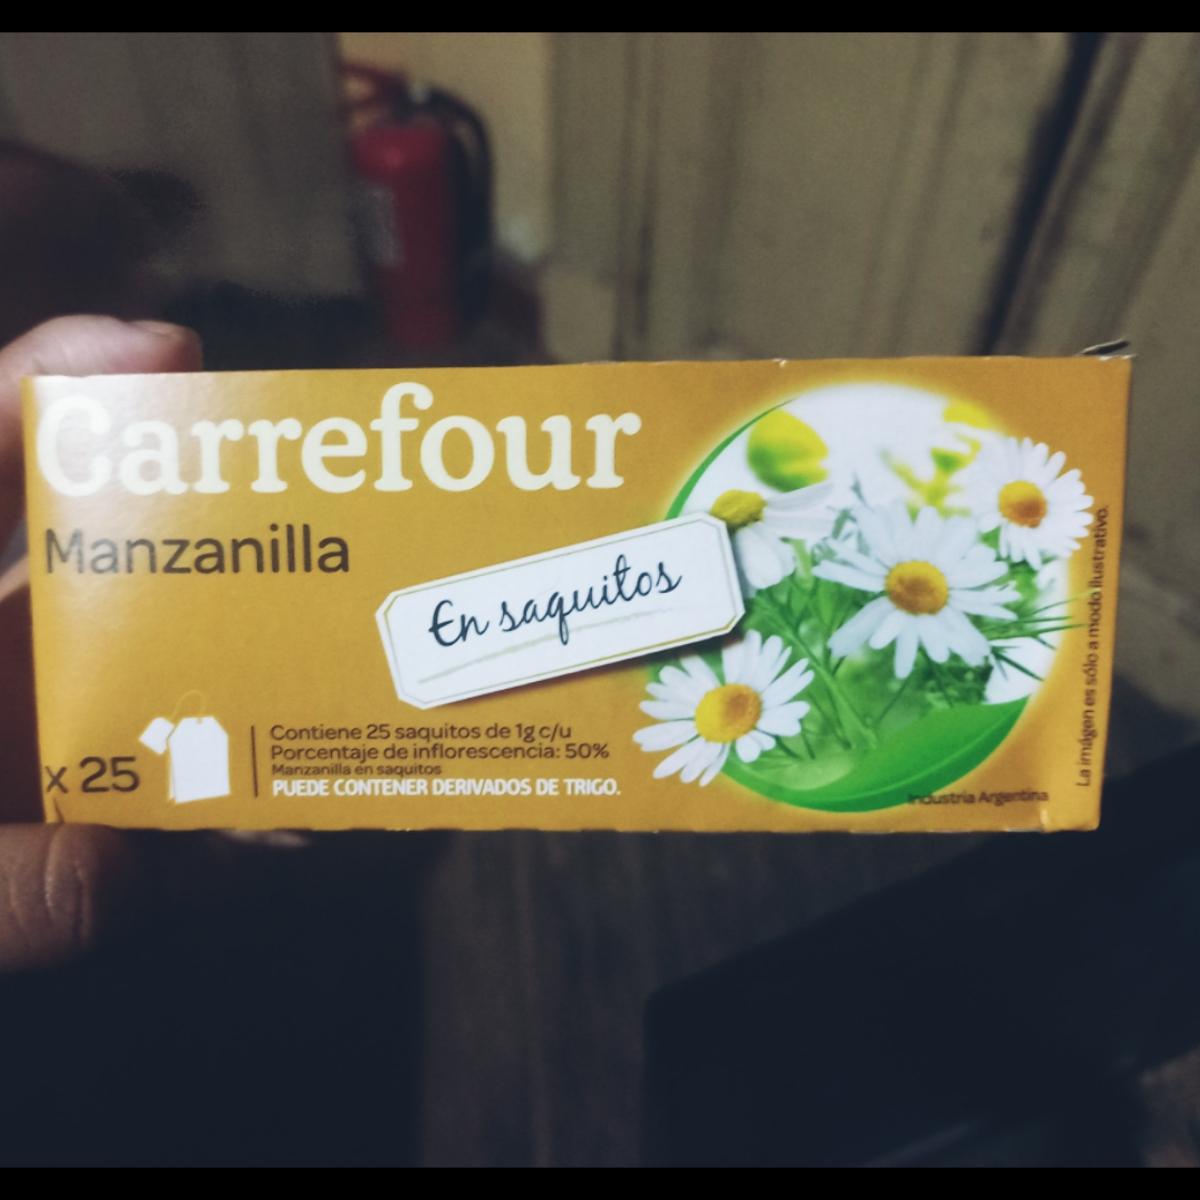 Carrefour
Manzanilla
En saquitos
x 25
Contiene 25 saquitos de 1g c/u
Porcentaje de inflorescencia: 50%
Manzanilla en saquitos
PUEDE CONTENER DERIVADOS DE TRIGO.
Industria Argentina
La imágen es sólo a modo ilustrativo.